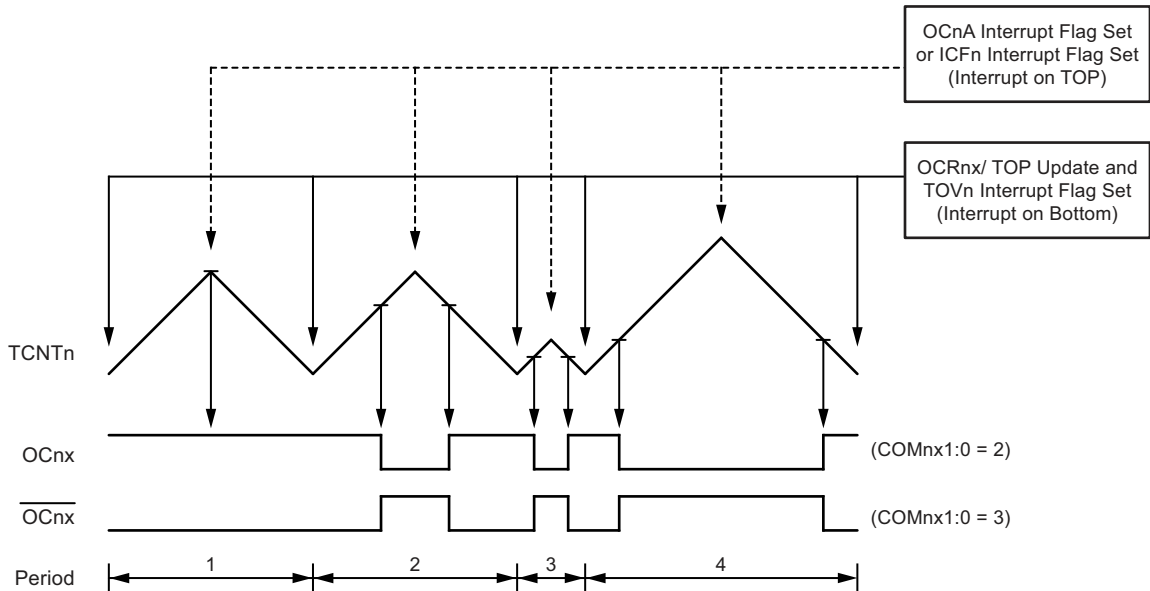 OCnA Interrupt Flag Set
or ICFn Interrupt Flag Set
(Interrupt on TOP)
OCRnx/ TOP Update and
TOVn Interrupt Flag Set
(Interrupt on Bottom)
TCNTn
OCnx
(COMnx1:0 = 2)
OCnx
(COMnx1:0 = 3)
Period
1
2
3
4